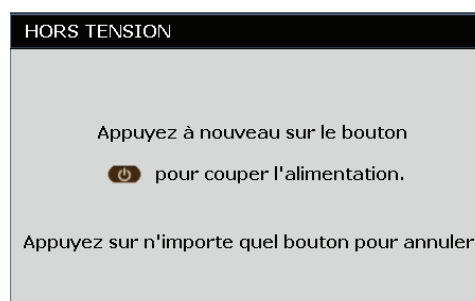 HORS TENSION
Appuyez à nouveau sur le bouton
pour couper l'alimentation.
Appuyez sur n'importe quel bouton pour annuler